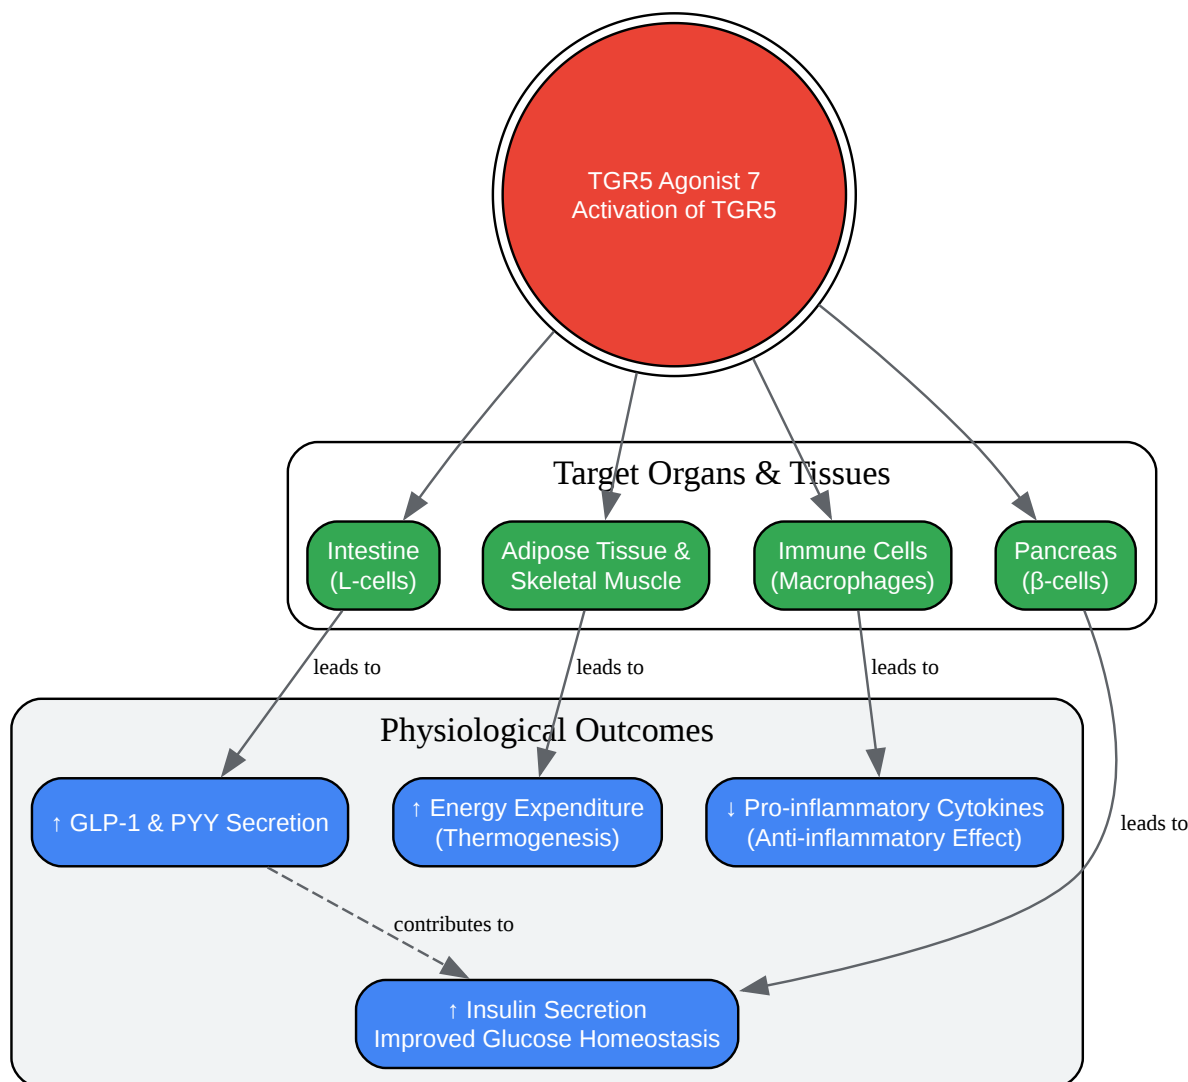 TGR5 Agonist 7
Activation of TGR5
Target Organs & Tissues
Intestine
(L-cells)
Adipose Tissue &
Skeletal Muscle
Immune Cells
(Macrophages)
Pancreas
(β-cells)
leads to
leads to
leads to
Physiological Outcomes
↑ GLP-1 & PYY Secretion
↑ Energy Expenditure
(Thermogenesis)
↓ Pro-inflammatory Cytokines
(Anti-inflammatory Effect)
leads to
contributes to
↑ Insulin Secretion
Improved Glucose Homeostasis